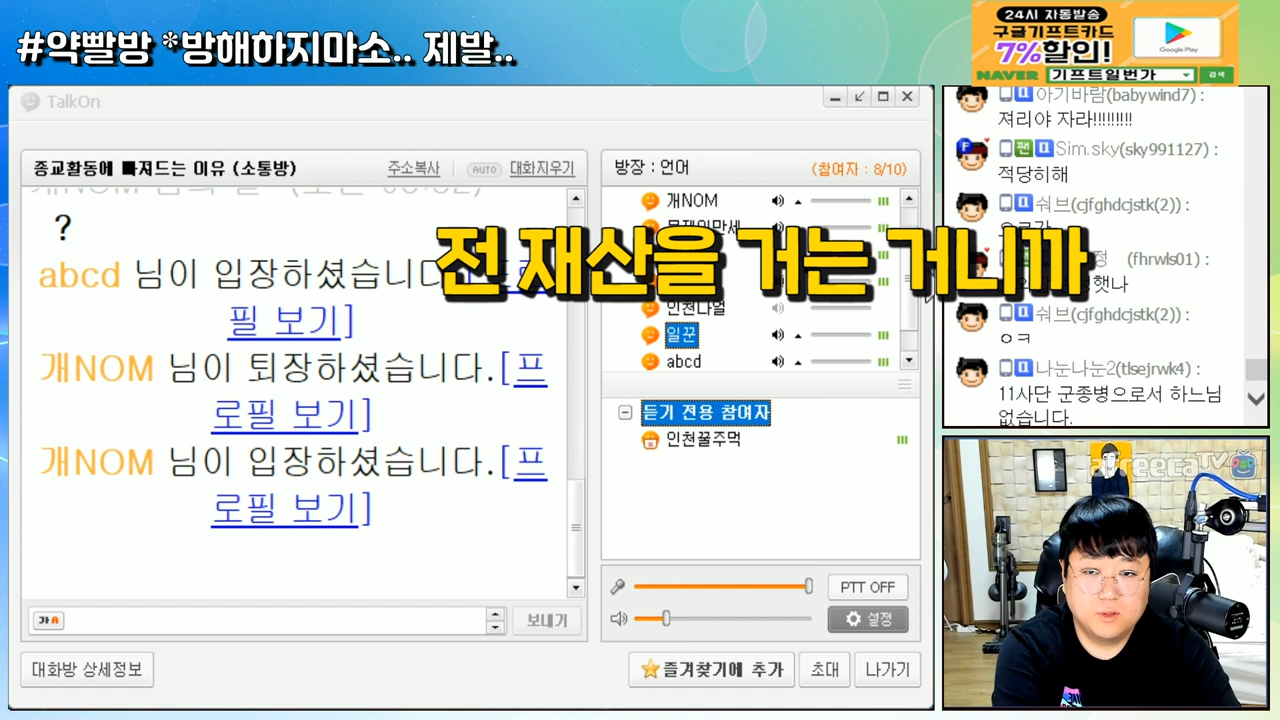 #약빨방 *방해하지마소.. 제발..
24시 자동발송
구글기프트카드
7%할인!
Google Play
NAVER 기프트일번가 검색
TalkOn
종교활동에 빠져드는 이유 (소통방)
주소복사 AUTO 대화지우기
?
abcd 님이 입장하셨습니다.
필 보기]
개NOM 님이 퇴장하셨습니다.[프
로필 보기]
개NOM 님이 입장하셨습니다.[프
로필 보기]
가A
보내기
대화방 상세정보
방장 : 언어
(참여자 : 8/10)
개NOM
전 재산을 거는 거니까
인천나열
일꾼
abcd
듣기 전용 참여자
인천꿀주먹
PTT OFF
설정
즐겨찾기에 추가
초대
나가기
아기바람(babywind7) :
져리야 자라!!!!!!!!!
팬 Sim.sky(sky991127) :
적당히해
숴브(cjfghdcjstk(2)) :
(fhrwls01) :
햇나
숴브(cjfghdcjstk(2)) :
ㅇㅋ
나눈나눈2(tlsejrwk4) :
11사단 군종병으로서 하느님
없습니다.
afreecaTV